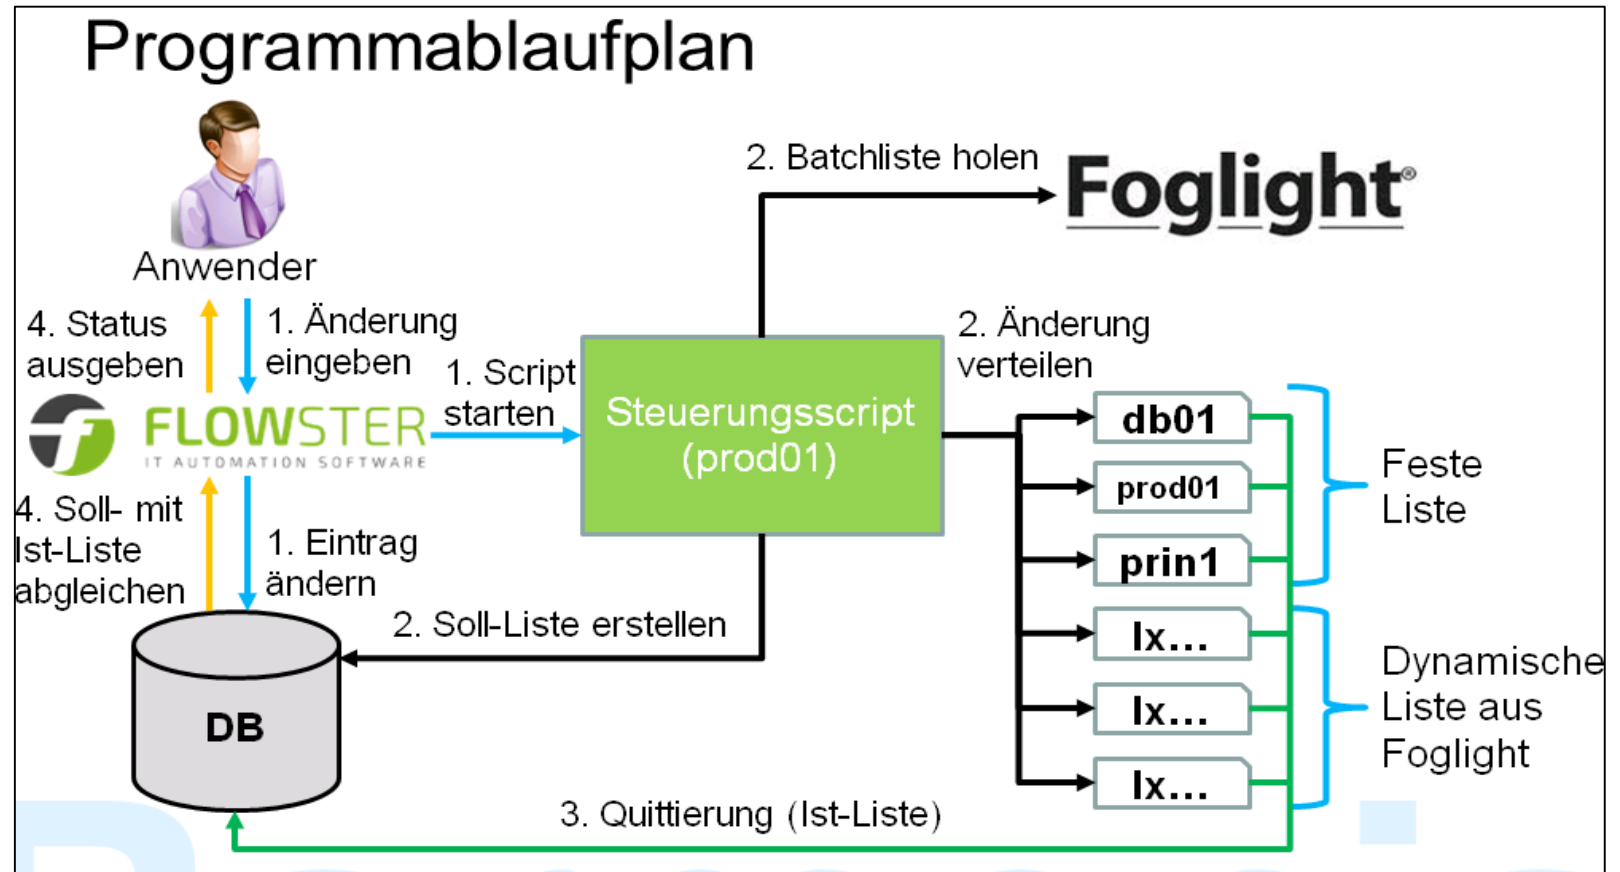 Programmablaufplan
2. Batchliste holen
Foglight®
Anwender
4. Status
ausgeben
1. Änderung
eingeben
1. Script
starten
2. Änderung
verteilen
FLOWSTER
IT AUTOMATION SOFTWARE
Steuerungsscript
(prod01)
db01
prod01
prin1
lx...
lx...
lx...
Feste
Liste
Dynamische
Liste aus
Foglight
4. Soll- mit
Ist-Liste
abgleichen
1. Eintrag
ändern
2. Soll-Liste erstellen
DB
3. Quittierung (Ist-Liste)